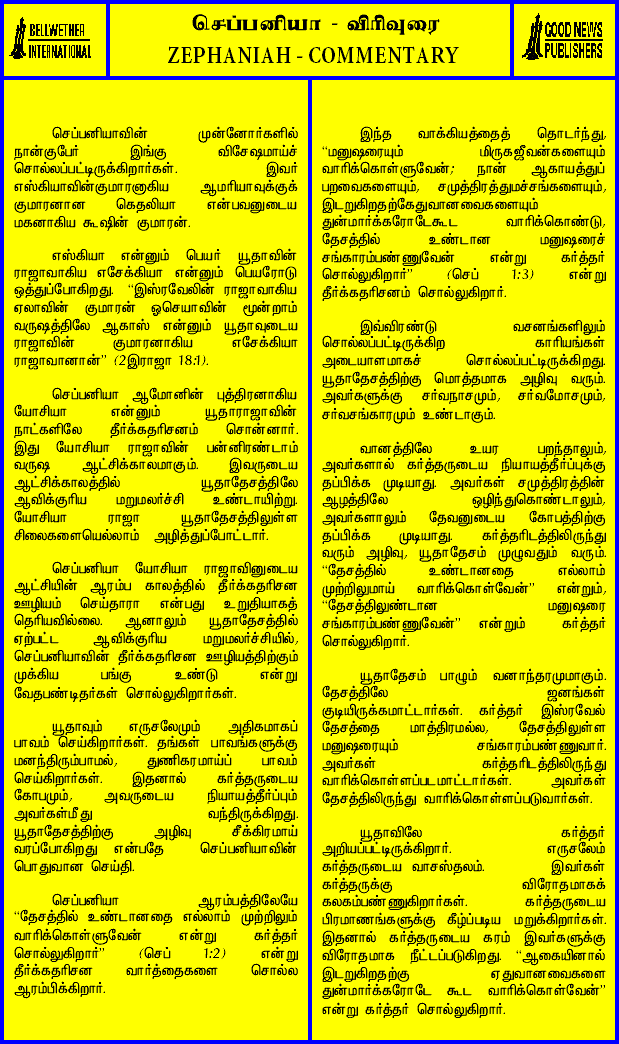 BELLWETHER
INTERNATIONAL
செப்பனியா - விரிவுரை
ZEPHANIAH - COMMENTARY
GOOD NEWS
PUBLISHERS
செப்பனியாவின் முன்னோர்களில்
நான்குபேர் இங்கு விசேஷமாய்ச்
சொல்லப்பட்டிருக்கிறார்கள். இவர்
எஸ்கியாவின்குமாரனாகிய ஆமரியாவுக்குக்
குமாரனான கெதலியா என்பவனுடைய
மகனாகிய கூஷின் குமாரன்.
எஸ்கியா என்னும் பெயர் யூதாவின்
ராஜாவாகிய எசேக்கியா என்னும் பெயரோடு
ஒத்துப்போகிறது. “இஸ்ரவேலின் ராஜாவாகிய
ஏலாவின் குமாரன் ஓசெயாவின் மூன்றாம்
வருஷத்திலே ஆகாஸ் என்னும் யூதாவுடைய
ராஜாவின் குமாரனாகிய எசேக்கியா
ராஜாவானான்” (2இராஜா 18:1).
செப்பனியா ஆமோனின் புத்திரனாகிய
யோசியா என்னும் யூதாராஜாவின்
நாட்களிலே தீர்க்கதரிசனம் சொன்னார்.
இது யோசியா ராஜாவின் பன்னிரண்டாம்
வருஷ ஆட்சிக்காலமாகும். இவருடைய
ஆட்சிக்காலத்தில் யூதாதேசத்திலே
ஆவிக்குரிய மறுமலர்ச்சி உண்டாயிற்று.
யோசியா ராஜா யூதாதேசத்திலுள்ள
சிலைகளையெல்லாம் அழித்துப்போட்டார்.
செப்பனியா யோசியா ராஜாவினுடைய
ஆட்சியின் ஆரம்ப காலத்தில் தீர்க்கதரிசன
ஊழியம் செய்தாரா என்பது உறுதியாகத்
தெரியவில்லை. ஆனாலும் யூதாதேசத்தில்
ஏற்பட்ட ஆவிக்குரிய மறுமலர்ச்சியில்,
செப்பனியாவின் தீர்க்கதரிசன ஊழியத்திற்கும்
முக்கிய பங்கு உண்டு என்று
வேதபண்டிதர்கள் சொல்லுகிறார்கள்.
யூதாவும் எருசலேமும் அதிகமாகப்
பாவம் செய்கிறார்கள். தங்கள் பாவங்களுக்கு
மனந்திரும்பாமல், துணிகரமாய்ப் பாவம்
செய்கிறார்கள். இதனால் கர்த்தருடைய
கோபமும், அவருடைய நியாயத்தீர்ப்பும்
அவர்கள்மீது வந்திருக்கிறது.
யூதாதேசத்திற்கு அழிவு சீக்கிரமாய்
வரப்போகிறது என்பதே செப்பனியாவின்
பொதுவான செய்தி.
செப்பனியா ஆரம்பத்திலேயே
“தேசத்தில் உண்டானதை எல்லாம் முற்றிலும்
வாரிக்கொள்ளுவேன் என்று கர்த்தர்
சொல்லுகிறார்” (செப் 1:2) என்று
தீர்க்கதரிசன வார்த்தைகளை சொல்ல
ஆரம்பிக்கிறார்.
இந்த வாக்கியத்தைத் தொடர்ந்து,
“மனுஷரையும் மிருகஜீவன்களையும்
வாரிக்கொள்ளுவேன்; நான் ஆகாயத்துப்
பறவைகளையும், சமுத்திரத்துமச்சங்களையும்,
இடறுகிறதற்கேதுவானவைகளையும்
துன்மார்க்கரோடேகூட வாரிக்கொண்டு,
தேசத்தில் உண்டான மனுஷரைச்
சங்காரம்பண்ணுவேன் என்று கர்த்தர்
சொல்லுகிறார்” (செப் 1:3) என்று
தீர்க்கதரிசனம் சொல்லுகிறார்.
இவ்விரண்டு வசனங்களிலும்
சொல்லப்பட்டிருக்கிற காரியங்கள்
அடையாளமாகச் சொல்லப்பட்டிருக்கிறது.
யூதாதேசத்திற்கு மொத்தமாக அழிவு வரும்.
அவர்களுக்கு சர்வநாசமும், சர்வமோசமும்,
சர்வசங்காரமும் உண்டாகும்.
வானத்திலே உயர பறந்தாலும்,
அவர்களால் கர்த்தருடைய நியாயத்தீர்ப்புக்கு
தப்பிக்க முடியாது. அவர்கள் சமுத்திரத்தின்
ஆழத்திலே ஒழிந்துகொண்டாலும்,
அவர்களாலும் தேவனுடைய கோபத்திற்கு
தப்பிக்க முடியாது. கர்த்தரிடத்திலிருந்து
வரும் அழிவு, யூதாதேசம் முழுவதும் வரும்.
“தேசத்தில் உண்டானதை எல்லாம்
முற்றிலுமாய் வாரிக்கொள்வேன்” என்றும்,
“தேசத்திலுண்டான மனுஷரை
சங்காரம்பண்ணுவேன்” என்றும் கர்த்தர்
சொல்லுகிறார்.
யூதாதேசம் பாழும் வனாந்தரமுமாகும்.
தேசத்திலே ஜனங்கள்
குடியிருக்கமாட்டார்கள். கர்த்தர் இஸ்ரவேல்
தேசத்தை மாத்திரமல்ல, தேசத்திலுள்ள
மனுஷரையும் சங்காரம்பண்ணுவார்.
அவர்கள் கர்த்தரிடத்திலிருந்து
வாரிக்கொள்ளப்படமாட்டார்கள். அவர்கள்
தேசத்திலிருந்து வாரிக்கொள்ளப்படுவார்கள்.
யூதாவிலே கர்த்தர்
அறியப்பட்டிருக்கிறார். எருசலேம்
கர்த்தருடைய வாசஸ்தலம். இவர்கள்
கர்த்தருக்கு விரோதமாகக்
கலகம்பண்ணுகிறார்கள். கர்த்தருடைய
பிரமாணங்களுக்கு கீழ்ப்படிய மறுக்கிறார்கள்.
இதனால் கர்த்தருடைய கரம் இவர்களுக்கு
விரோதமாக நீட்டப்படுகிறது. “ஆகையினால்
இடறுகிறதற்கு ஏதுவானவைகளை
துன்மார்க்கரோடே கூட வாரிக்கொள்வேன்”
என்று கர்த்தர் சொல்லுகிறார்.